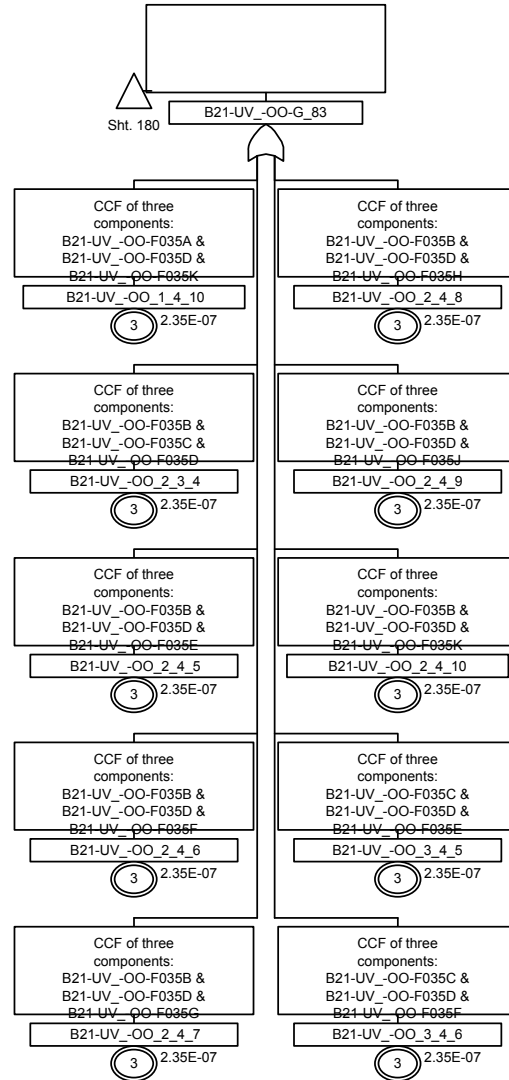 Sht. 180
B21-UV_-OO-G_83
CCF of three
components:
B21-UV_-OO-F035A &
B21-UV_-OO-F035D &
B21-UV_-OO-F035K
B21-UV_-OO_1_4_10
3
2.35E-07
CCF of three
components:
B21-UV_-OO-F035B &
B21-UV_-OO-F035D &
B21-UV_-OO-F035H
B21-UV_-OO_2_4_8
3
2.35E-07
CCF of three
components:
B21-UV_-OO-F035B &
B21-UV_-OO-F035C &
B21-UV_-OO-F035D
B21-UV_-OO_2_3_4
3
2.35E-07
CCF of three
components:
B21-UV_-OO-F035B &
B21-UV_-OO-F035D &
B21-UV_-OO-F035J
B21-UV_-OO_2_4_9
3
2.35E-07
CCF of three
components:
B21-UV_-OO-F035B &
B21-UV_-OO-F035D &
B21-UV_-OO-F035E
B21-UV_-OO_2_4_5
3
2.35E-07
CCF of three
components:
B21-UV_-OO-F035B &
B21-UV_-OO-F035D &
B21-UV_-OO-F035K
B21-UV_-OO_2_4_10
3
2.35E-07
CCF of three
components:
B21-UV_-OO-F035B &
B21-UV_-OO-F035D &
B21-UV_-OO-F035F
B21-UV_-OO_2_4_6
3
2.35E-07
CCF of three
components:
B21-UV_-OO-F035C &
B21-UV_-OO-F035D &
B21-UV_-OO-F035E
B21-UV_-OO_3_4_5
3
2.35E-07
CCF of three
components:
B21-UV_-OO-F035B &
B21-UV_-OO-F035D &
B21-UV_-OO-F035G
B21-UV_-OO_2_4_7
3
2.35E-07
CCF of three
components:
B21-UV_-OO-F035C &
B21-UV_-OO-F035D &
B21-UV_-OO-F035F
B21-UV_-OO_3_4_6
3
2.35E-07